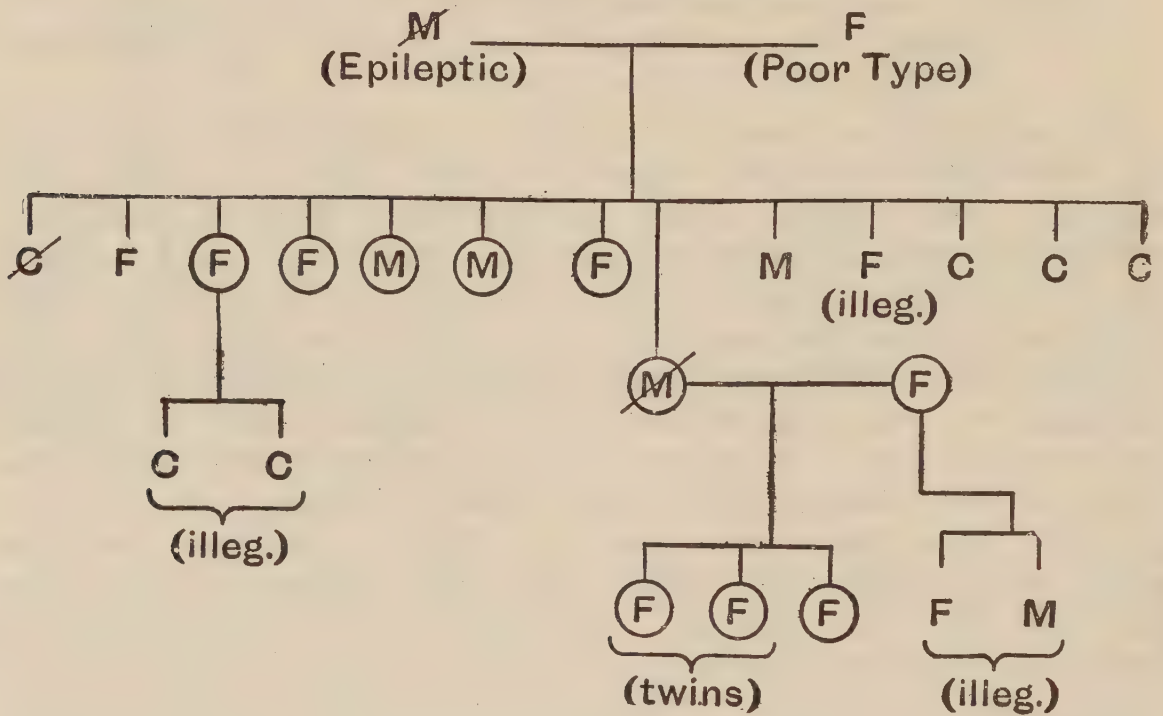 M F
(Epileptic) (Poor Type)
C F F F M M F M F C C C
(illeg.)
M F
C C
(illeg.)
F F F F M
(twins) (illeg.)